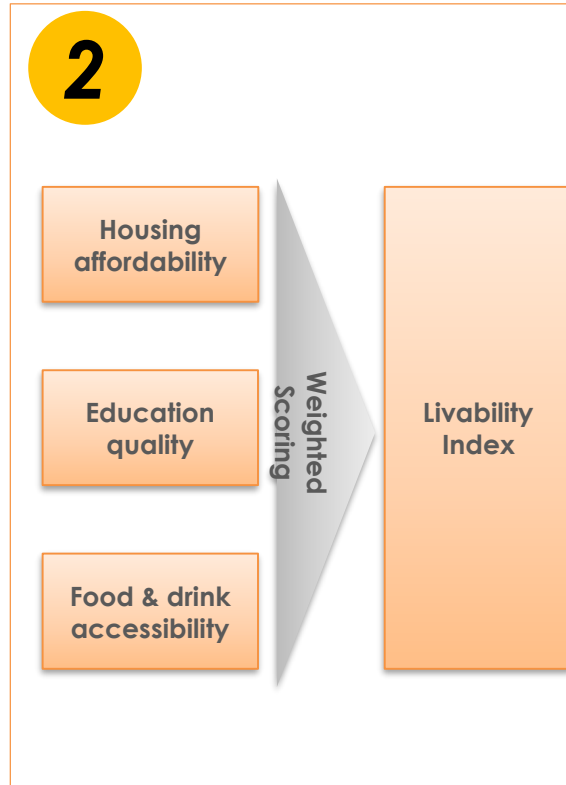 2
Housing
affordability
Education
quality
Food & drink
accessibility
Weighted
Scoring
Livability
Index